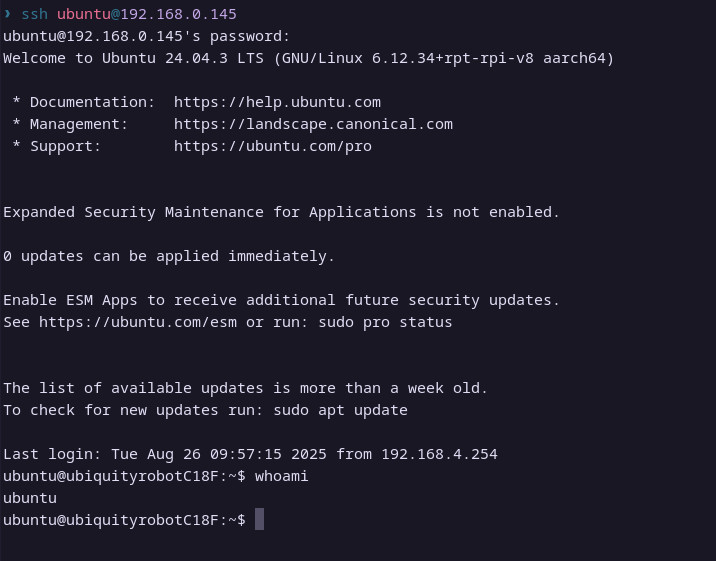 › ssh ubuntu@192.168.0.145
ubuntu@192.168.0.145's password:
Welcome to Ubuntu 24.04.3 LTS (GNU/Linux 6.12.34+rpt-rpi-v8 aarch64)
* Documentation:  https://help.ubuntu.com
* Management:     https://landscape.canonical.com
* Support:        https://ubuntu.com/pro
Expanded Security Maintenance for Applications is not enabled.
0 updates can be applied immediately.
Enable ESM Apps to receive additional future security updates.
See https://ubuntu.com/esm or run: sudo pro status
The list of available updates is more than a week old.
To check for new updates run: sudo apt update
Last login: Tue Aug 26 09:57:15 2025 from 192.168.4.254
ubuntu@ubiquityrobotC18F:~$ whoami
ubuntu
ubuntu@ubiquityrobotC18F:~$